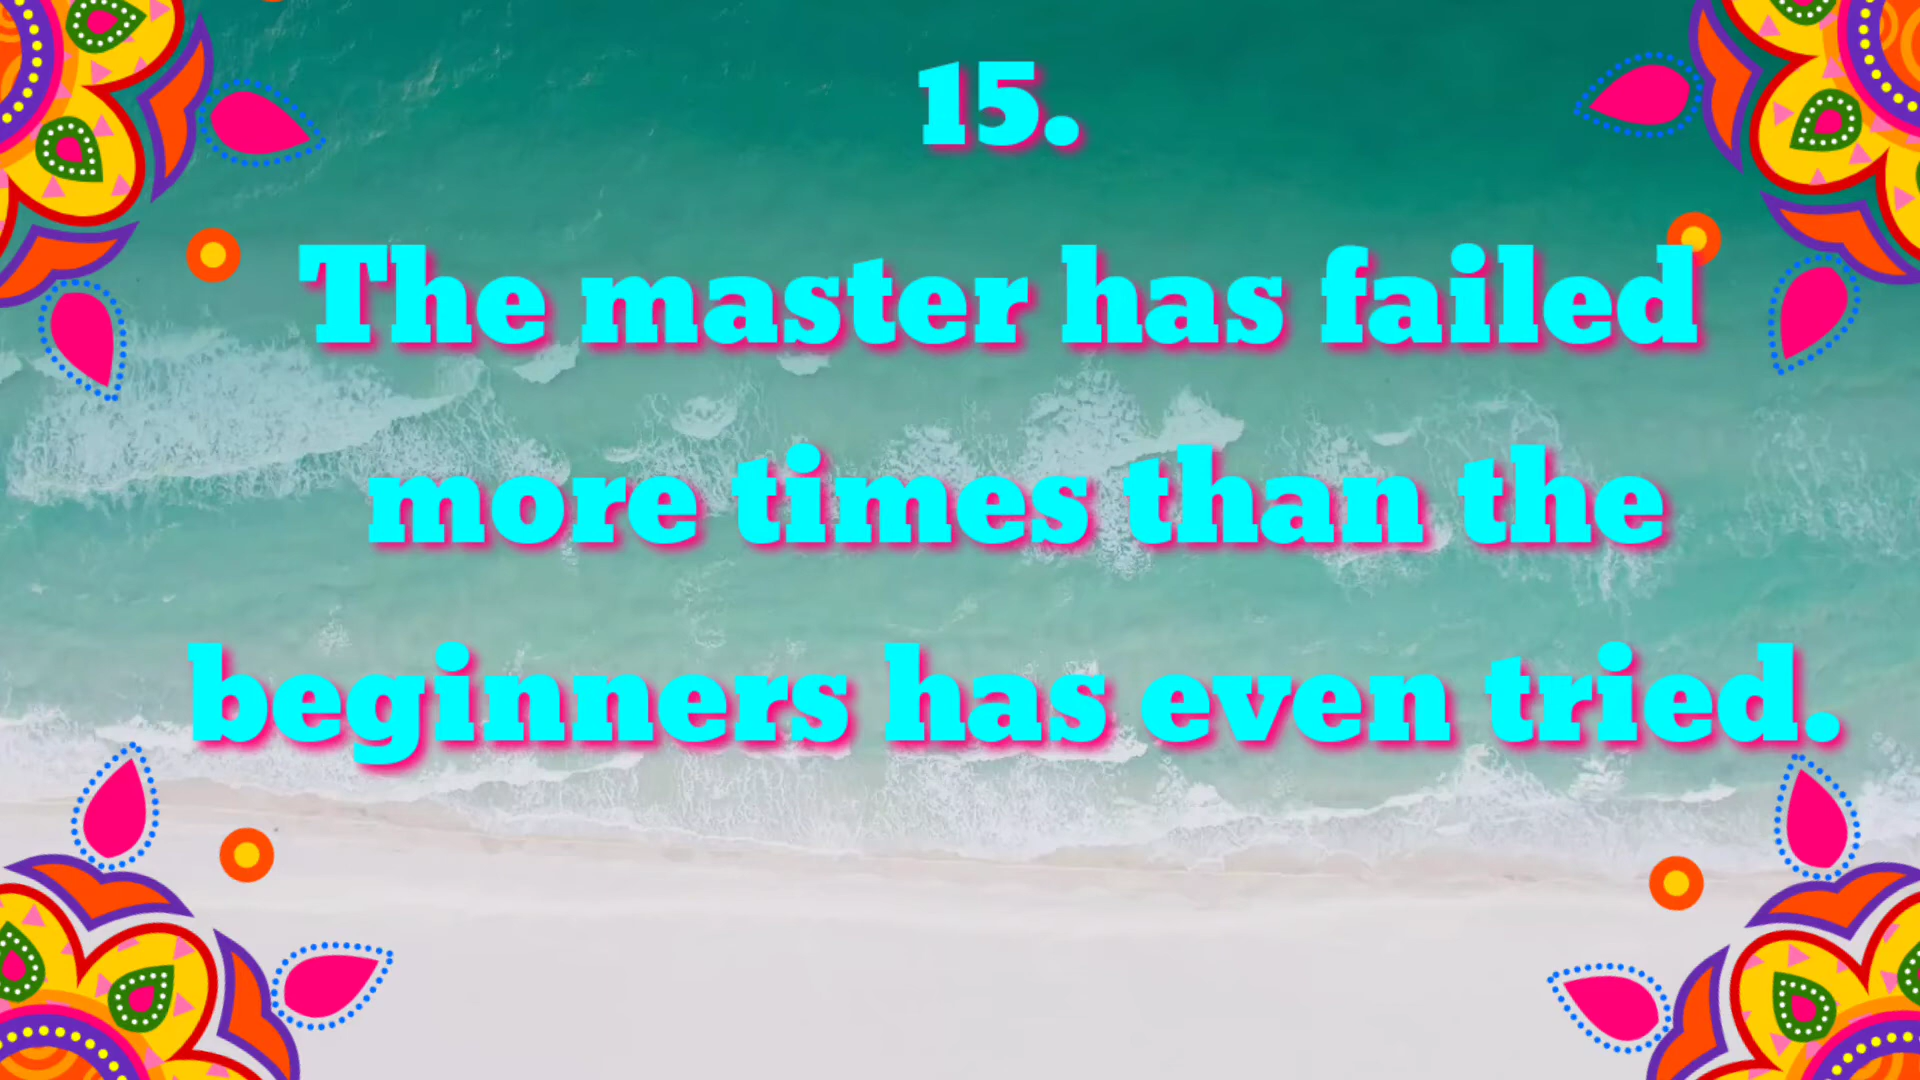 15.
The master has failed
more times than the
beginners has even tried.